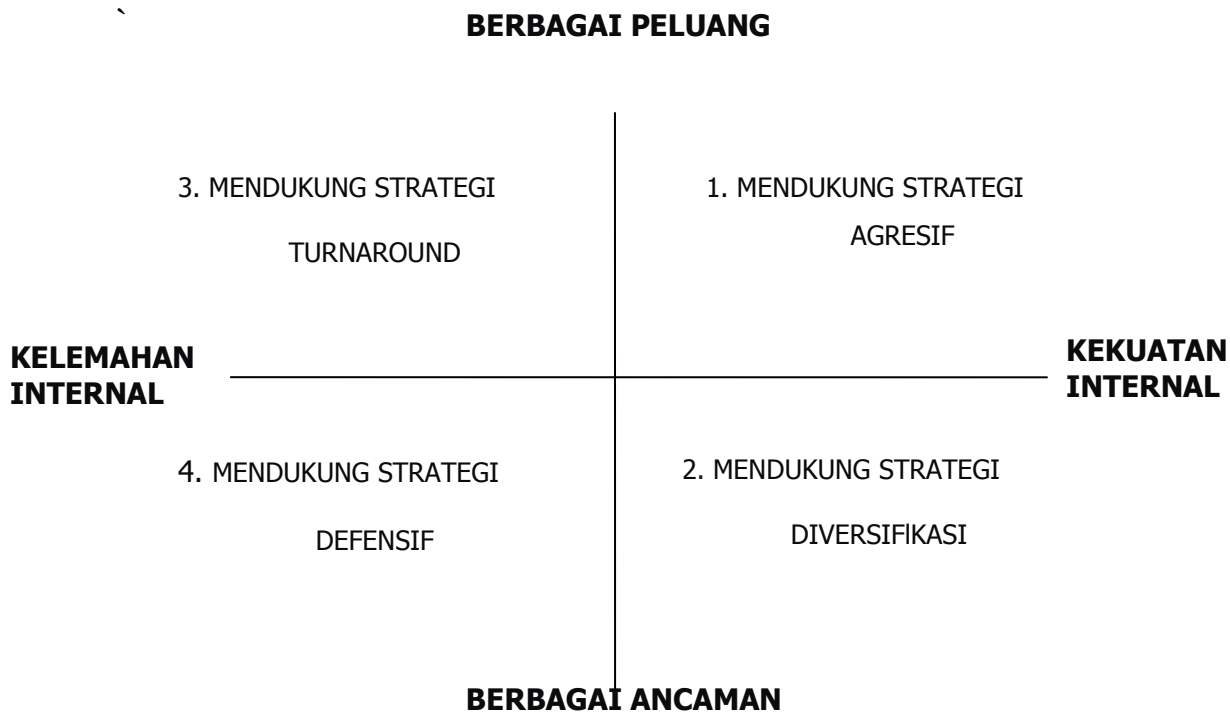 `
BERBAGAI PELUANG
3. MENDUKUNG STRATEGI
TURNAROUND
1. MENDUKUNG STRATEGI
AGRESIF
KELEMAHAN
INTERNAL
KEKUATAN
INTERNAL
4. MENDUKUNG STRATEGI
DEFENSIF
2. MENDUKUNG STRATEGI
DIVERSIFlKASI
BERBAGAI ANCAMAN